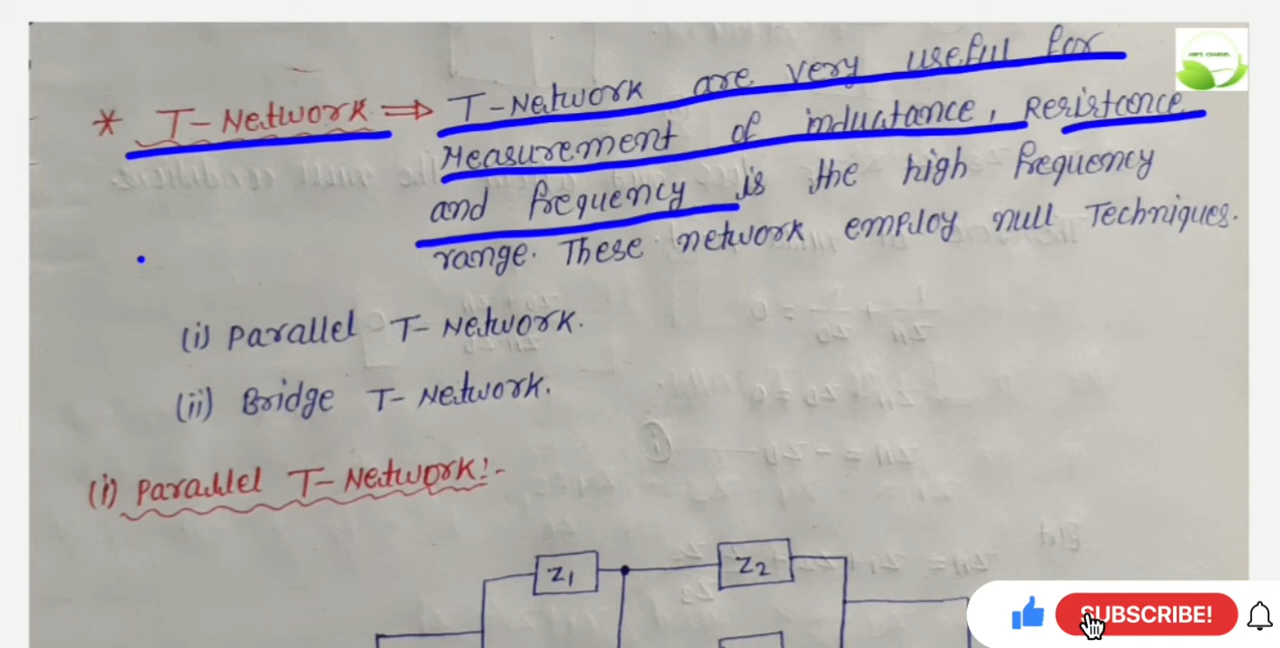 * T-Network ⇒ T-Network are very useful for
Measurement of inductance, Resistance
and frequency is the high frequency
range. These network employ null Techniques.
(i) Parallel T-Network.
(ii) Bridge T-Network.
(i) Parallel T-Network:-
Z1
Z2
SUBSCRIBE!